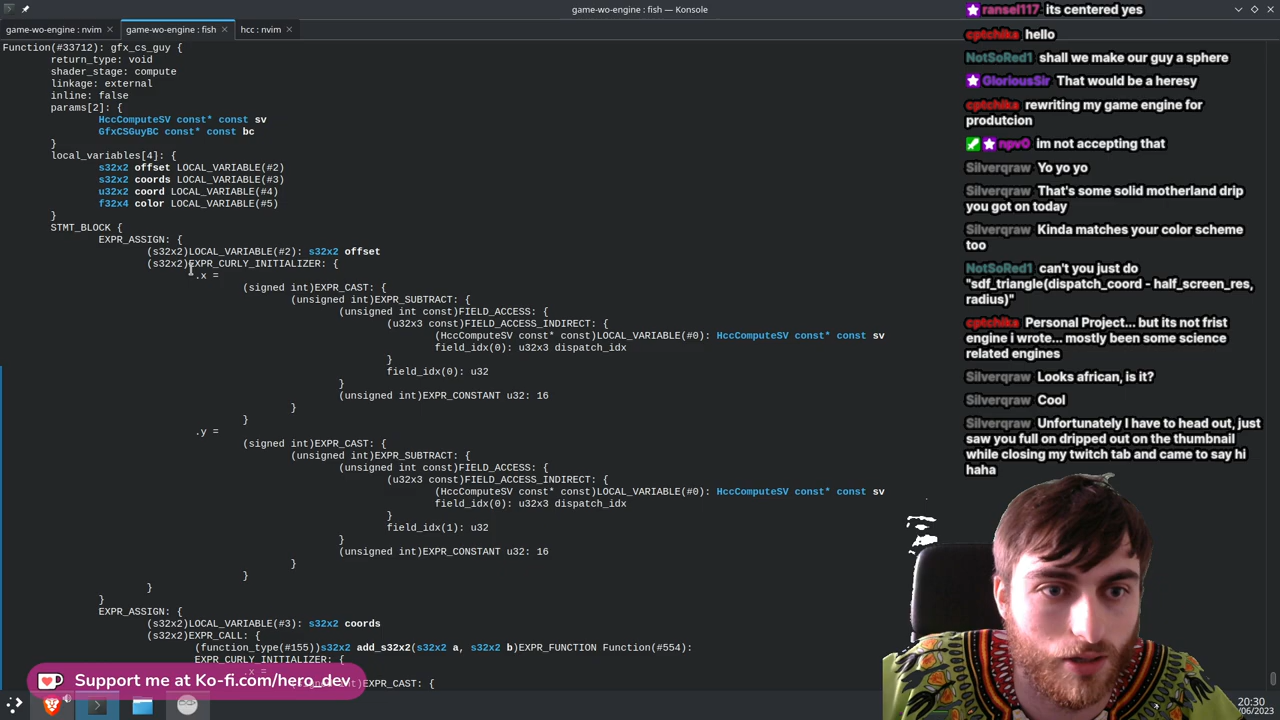 game-wo-engine : fish — Konsole
game-wo-engine : nvim
game-wo-engine : fish
hcc : nvim
Function(#33712): gfx_cs_guy {
return_type: void
shader_stage: compute
linkage: external
inline: false
params[2]: {
HccComputeSV const* const sv
GfxCSGuyBC const* const bc
}
local_variables[4]: {
s32x2 offset LOCAL_VARIABLE(#2)
s32x2 coords LOCAL_VARIABLE(#3)
u32x2 coord LOCAL_VARIABLE(#4)
f32x4 color LOCAL_VARIABLE(#5)
}
STMT_BLOCK {
EXPR_ASSIGN: {
(s32x2)LOCAL_VARIABLE(#2): s32x2 offset
(s32x2)EXPR_CURLY_INITIALIZER: {
.x =
(signed int)EXPR_CAST: {
(unsigned int)EXPR_SUBTRACT: {
(unsigned int const)FIELD_ACCESS: {
(u32x3 const)FIELD_ACCESS_INDIRECT: {
(HccComputeSV const* const)LOCAL_VARIABLE(#0): HccComputeSV const* const sv
field_idx(0): u32x3 dispatch_idx
}
field_idx(0): u32
}
(unsigned int)EXPR_CONSTANT u32: 16
}
}
.y =
(signed int)EXPR_CAST: {
(unsigned int)EXPR_SUBTRACT: {
(unsigned int const)FIELD_ACCESS: {
(u32x3 const)FIELD_ACCESS_INDIRECT: {
(HccComputeSV const* const)LOCAL_VARIABLE(#0): HccComputeSV const* const sv
field_idx(0): u32x3 dispatch_idx
}
field_idx(1): u32
}
(unsigned int)EXPR_CONSTANT u32: 16
}
}
}
}
EXPR_ASSIGN: {
(s32x2)LOCAL_VARIABLE(#3): s32x2 coords
(s32x2)EXPR_CALL: {
(function_type(#155))s32x2 add_s32x2(s32x2 a, s32x2 b)EXPR_FUNCTION Function(#554):
EXPR_CURLY_INITIALIZER: {
EXPR_CAST: {
Support me at Ko-fi.com/hero_dev
ransel117 its centered yes
cptchika hello
NotSoRed1 shall we make our guy a sphere
GloriousSir That would be a heresy
cptchika rewriting my game engine for
produtcion
npv0 im not accepting that
Silverqraw Yo yo yo
Silverqraw That's some solid motherland drip
you got on today
Silverqraw Kinda matches your color scheme
too
NotSoRed1 can't you just do
"sdf_triangle(dispatch_coord - half_screen_res,
radius)"
cptchika Personal Project... but its not frist
engine i wrote... mostly been some science
related engines
Silverqraw Looks african, is it?
Silverqraw Cool
Silverqraw Unfortunately I have to head out, just
saw you full on dripped out on the thumbnail
while closing my twitch tab and came to say hi
haha
20:30
/06/2023